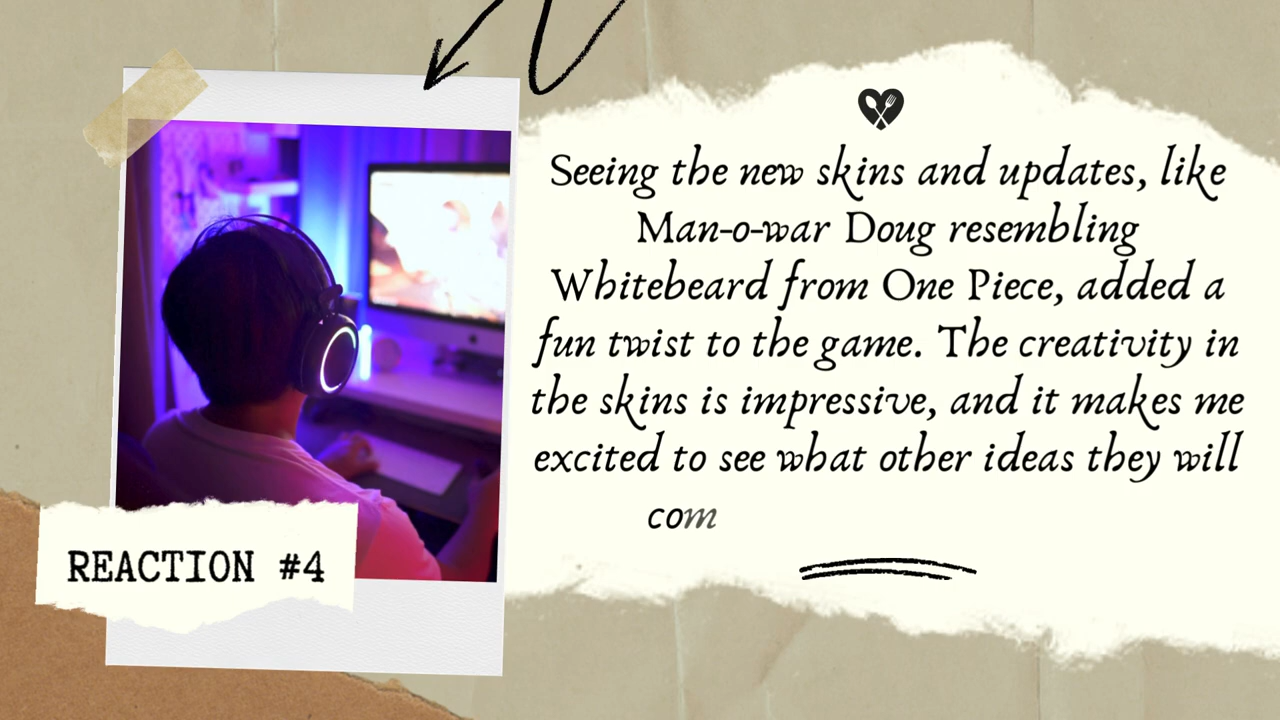 Seeing the new skins and updates, like
Man-o-war Doug resembling
Whitebeard from One Piece, added a
fun twist to the game. The creativity in
the skins is impressive, and it makes me
excited to see what other ideas they will
com
REACTION #4